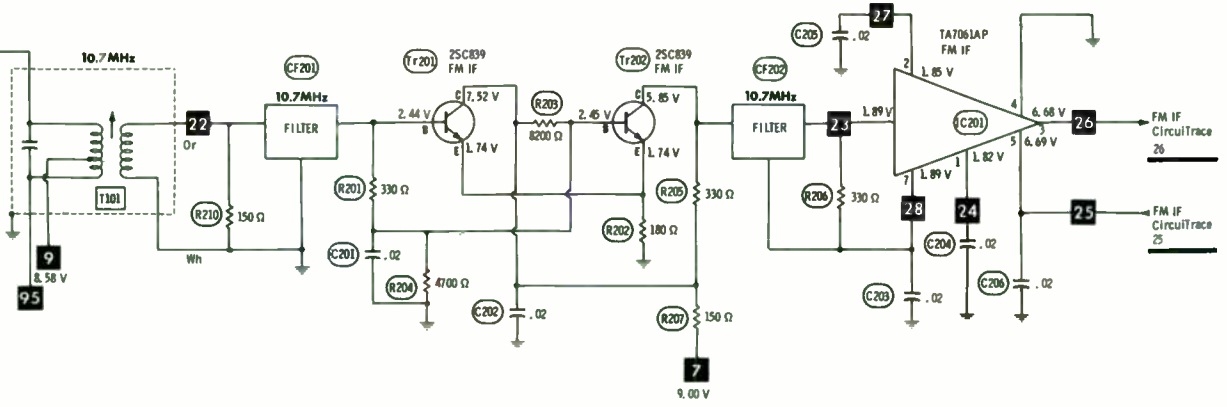 10.7MHz
T101
9
8.58 V
95
22
Or
R210
150 Ω
Wh
CF201
10.7MHz
FILTER
Tr201
2SC839
FM IF
C 7.52 V
2.44 V
B
E 1.74 V
R201
330 Ω
C201
.02
R204
4700 Ω
R203
8200 Ω
C202
.02
Tr202
2SC839
FM IF
C 5.85 V
2.45 V
B
E 1.74 V
R202
180 Ω
R205
330 Ω
R207
150 Ω
7
9.00 V
CF202
10.7MHz
FILTER
23
1.89 V
R206
330 Ω
C205
.02
27
TA7061AP
FM IF
2
1.85 V
IC201
4
6.68 V
3
5
6.69 V
1
1.82 V
7
1.89 V
28
24
C204
.02
C203
.02
C206
.02
26
FM IF
CircuiTrace
26
25
FM IF
CircuiTrace
25